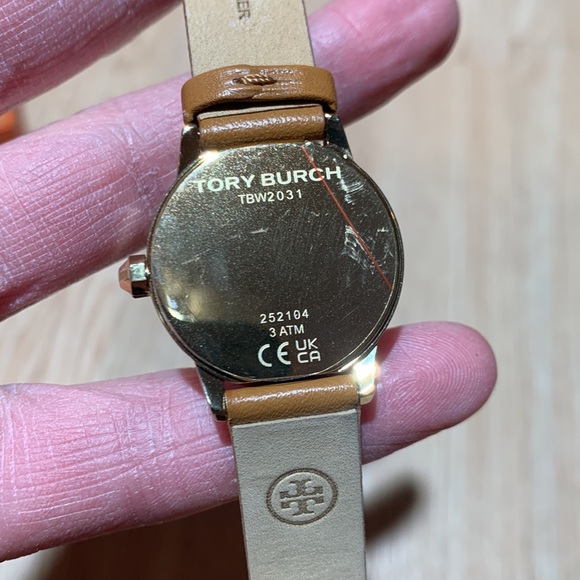 TORY BURCH
TBW2031
252104
3 ATM
CE UK
CA